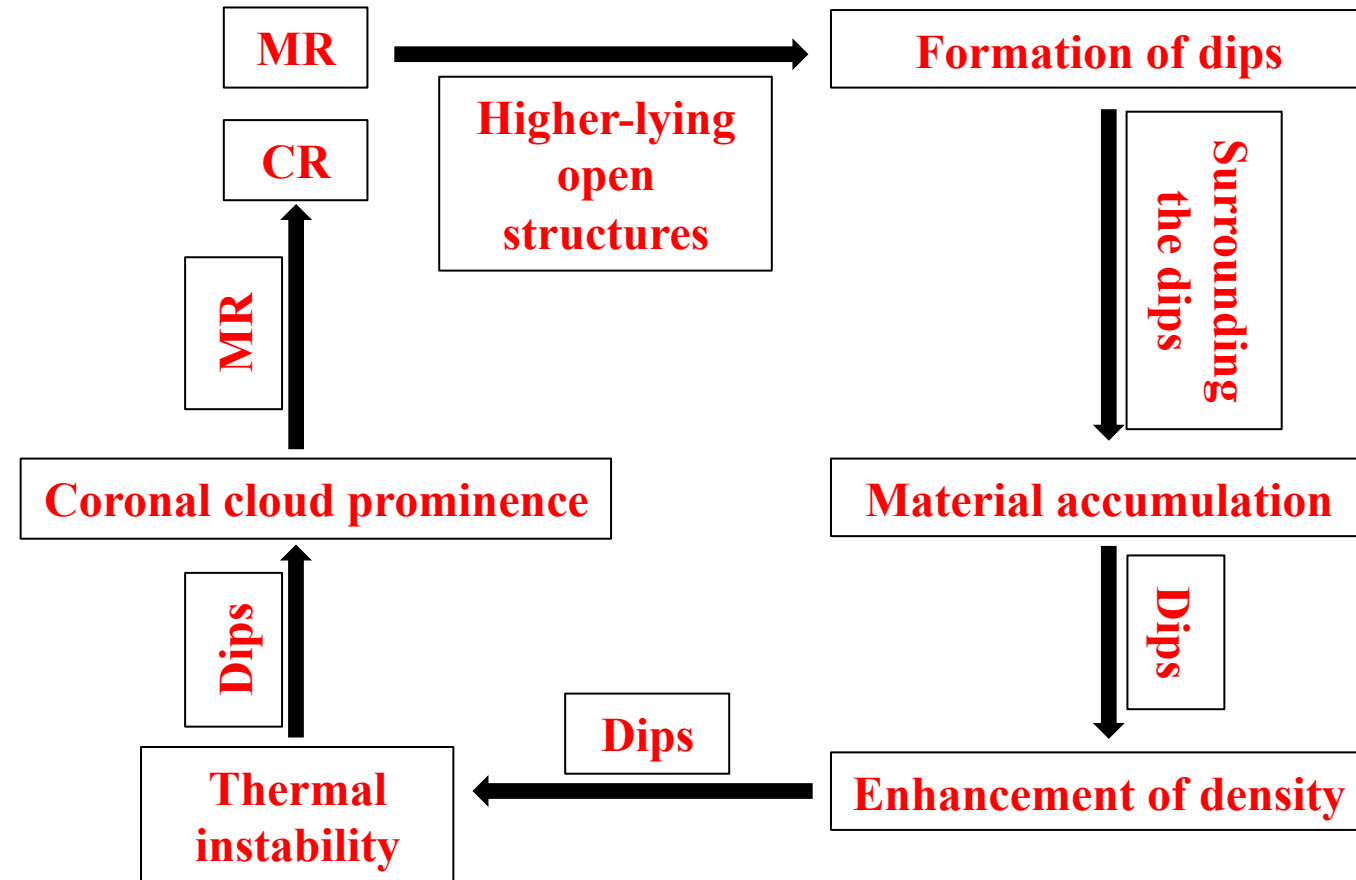 MR
Formation of dips
Higher-lying
open
structures
CR
Surrounding
the dips
MR
Coronal cloud prominence
Material accumulation
Dips
Dips
Dips
Thermal
instability
Enhancement of density